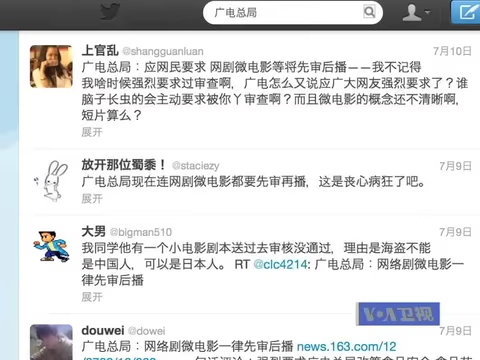 广电总局
上官乱 @shangguanluan 7月10日
广电总局：应网民要求 网剧微电影等将先审后播——我不记得
我啥时候强烈要求过审查啊，广电怎么又说应广大网友强烈要求了？谁
脑子长虫的会主动要求被你丫审查啊？而且微电影的概念还不清晰啊，
短片算么？
展开
放开那位蜀黍！ @staciezy 7月9日
广电总局现在连网剧微电影都要先审再播，这是丧心病狂了吧。
展开
大男 @bigman510 7月9日
我同学他有一个小电影剧本送过去审核没通过，理由是海盗不能
是中国人，可以是日本人。 RT @clc4214: 广电总局：网络剧微电影一
律先审后播
展开
VOA卫视
douwei @dowei 7月9日
广电总局：网络剧微电影一律先审后播 news.163.com/12